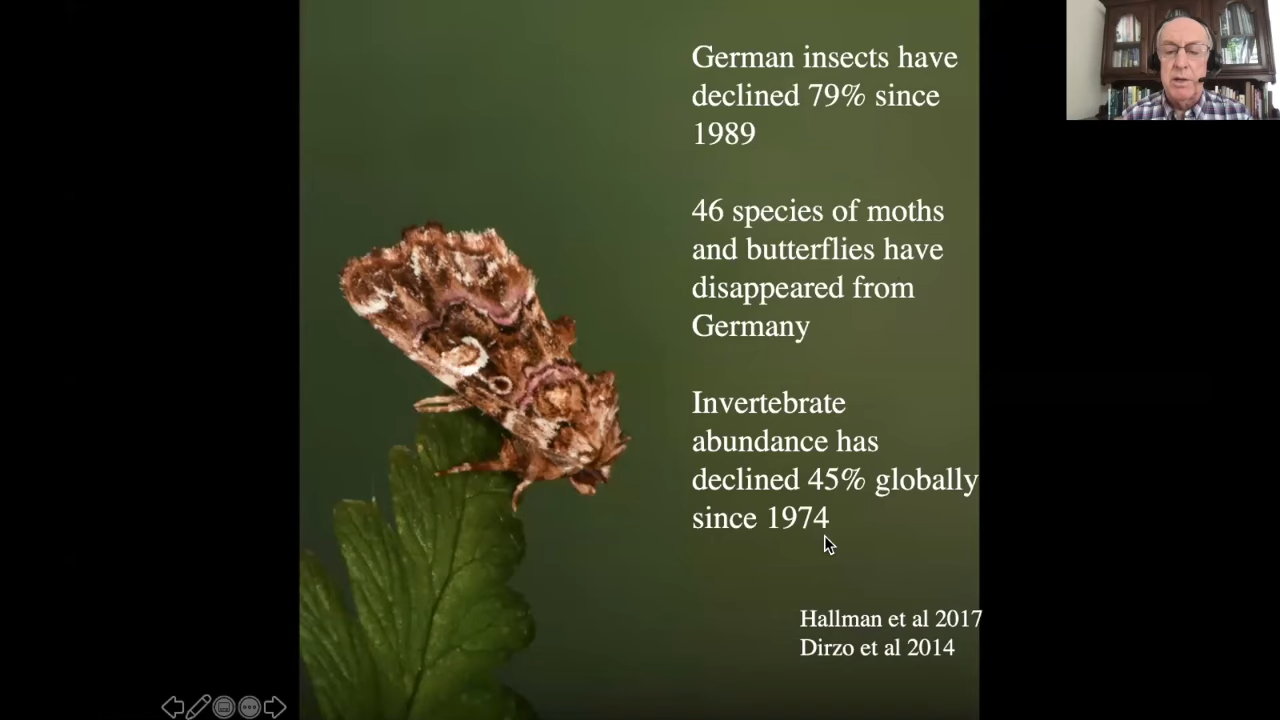 German insects have
declined 79% since
1989
46 species of moths
and butterflies have
disappeared from
Germany
Invertebrate
abundance has
declined 45% globally
since 1974
Hallman et al 2017
Dirzo et al 2014